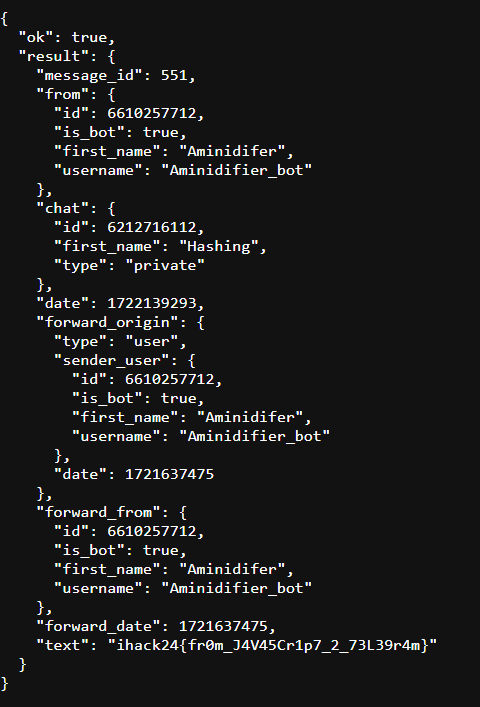 {
  "ok": true,
  "result": {
    "message_id": 551,
    "from": {
      "id": 6610257712,
      "is_bot": true,
      "first_name": "Aminidifer",
      "username": "Aminidifier_bot"
    },
    "chat": {
      "id": 6212716112,
      "first_name": "Hashing",
      "type": "private"
    },
    "date": 1722139293,
    "forward_origin": {
      "type": "user",
      "sender_user": {
        "id": 6610257712,
        "is_bot": true,
        "first_name": "Aminidifer",
        "username": "Aminidifier_bot"
      },
      "date": 1721637475
    },
    "forward_from": {
      "id": 6610257712,
      "is_bot": true,
      "first_name": "Aminidifer",
      "username": "Aminidifier_bot"
    },
    "forward_date": 1721637475,
    "text": "ihack24{fr0m_J4V45Cr1p7_2_73L39r4m}"
  }
}